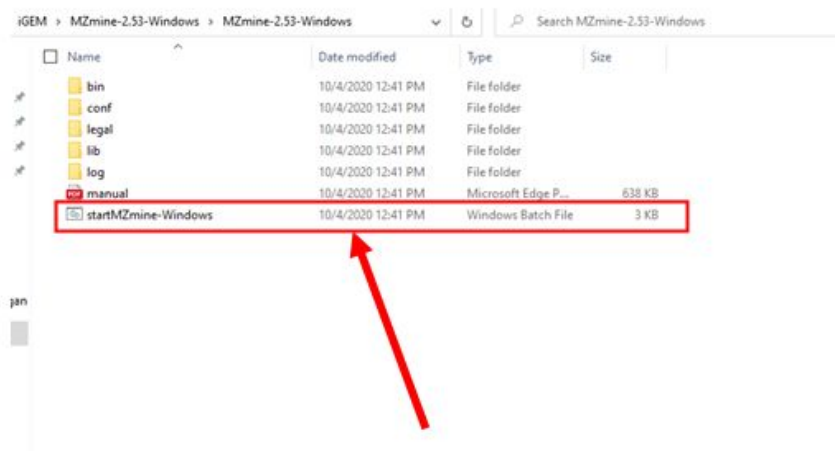 iGEM > MZmine-2.53-Windows > MZmine-2.53-Windows Search MZmine-2.53-Windows
Name Date modified Type Size
bin 10/4/2020 12:41 PM File folder
conf 10/4/2020 12:41 PM File folder
legal 10/4/2020 12:41 PM File folder
lib 10/4/2020 12:41 PM File folder
log 10/4/2020 12:41 PM File folder
PDF manual 10/4/2020 12:41 PM Microsoft Edge P... 638 KB
startMZmine-Windows 10/4/2020 12:41 PM Windows Batch File 3 KB
gan